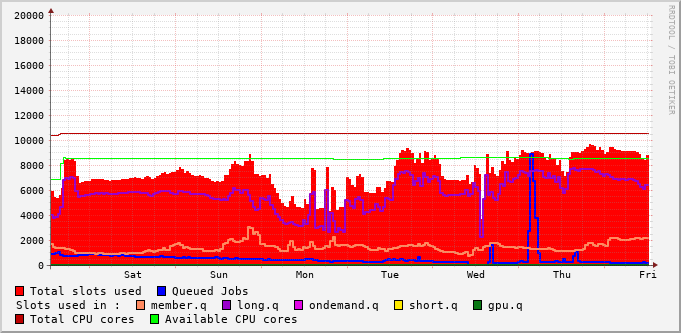 20000
18000
16000
14000
12000
10000
8000
6000
4000
2000
0
Sat Sun Mon Tue Wed Thu Fri
Total slots used Queued Jobs
Slots used in : member.q long.q ondemand.q short.q gpu.q
Total CPU cores Available CPU cores
RRDTOOL / TOBI OETIKER